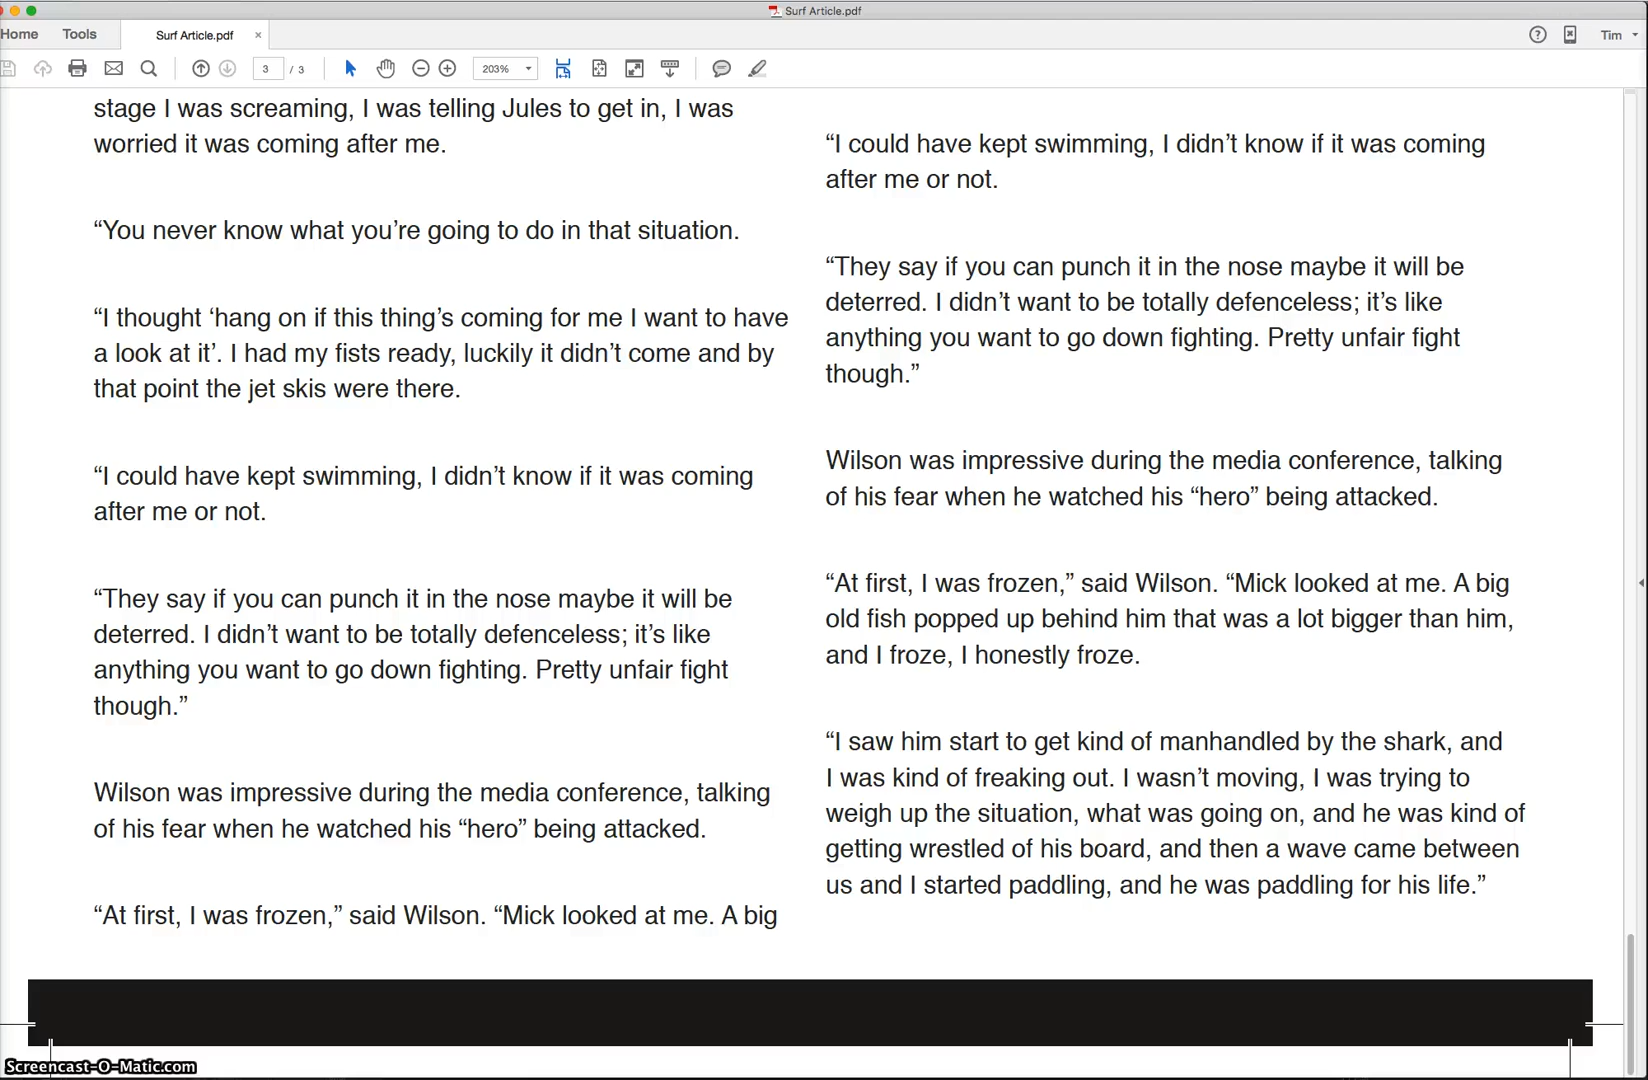 Surf Article.pdf
Home
Tools
Surf Article.pdf
×
Tim
3 / 3
203%
stage I was screaming, I was telling Jules to get in, I was
worried it was coming after me.
“You never know what you’re going to do in that situation.
“I thought ‘hang on if this thing’s coming for me I want to have
a look at it’. I had my fists ready, luckily it didn’t come and by
that point the jet skis were there.
“I could have kept swimming, I didn’t know if it was coming
after me or not.
“They say if you can punch it in the nose maybe it will be
deterred. I didn’t want to be totally defenceless; it’s like
anything you want to go down fighting. Pretty unfair fight
though.”
Wilson was impressive during the media conference, talking
of his fear when he watched his “hero” being attacked.
“At first, I was frozen,” said Wilson. “Mick looked at me. A big
“I could have kept swimming, I didn’t know if it was coming
after me or not.
“They say if you can punch it in the nose maybe it will be
deterred. I didn’t want to be totally defenceless; it’s like
anything you want to go down fighting. Pretty unfair fight
though.”
Wilson was impressive during the media conference, talking
of his fear when he watched his “hero” being attacked.
“At first, I was frozen,” said Wilson. “Mick looked at me. A big
old fish popped up behind him that was a lot bigger than him,
and I froze, I honestly froze.
“I saw him start to get kind of manhandled by the shark, and
I was kind of freaking out. I wasn’t moving, I was trying to
weigh up the situation, what was going on, and he was kind of
getting wrestled of his board, and then a wave came between
us and I started paddling, and he was paddling for his life.”
Screencast-O-Matic.com